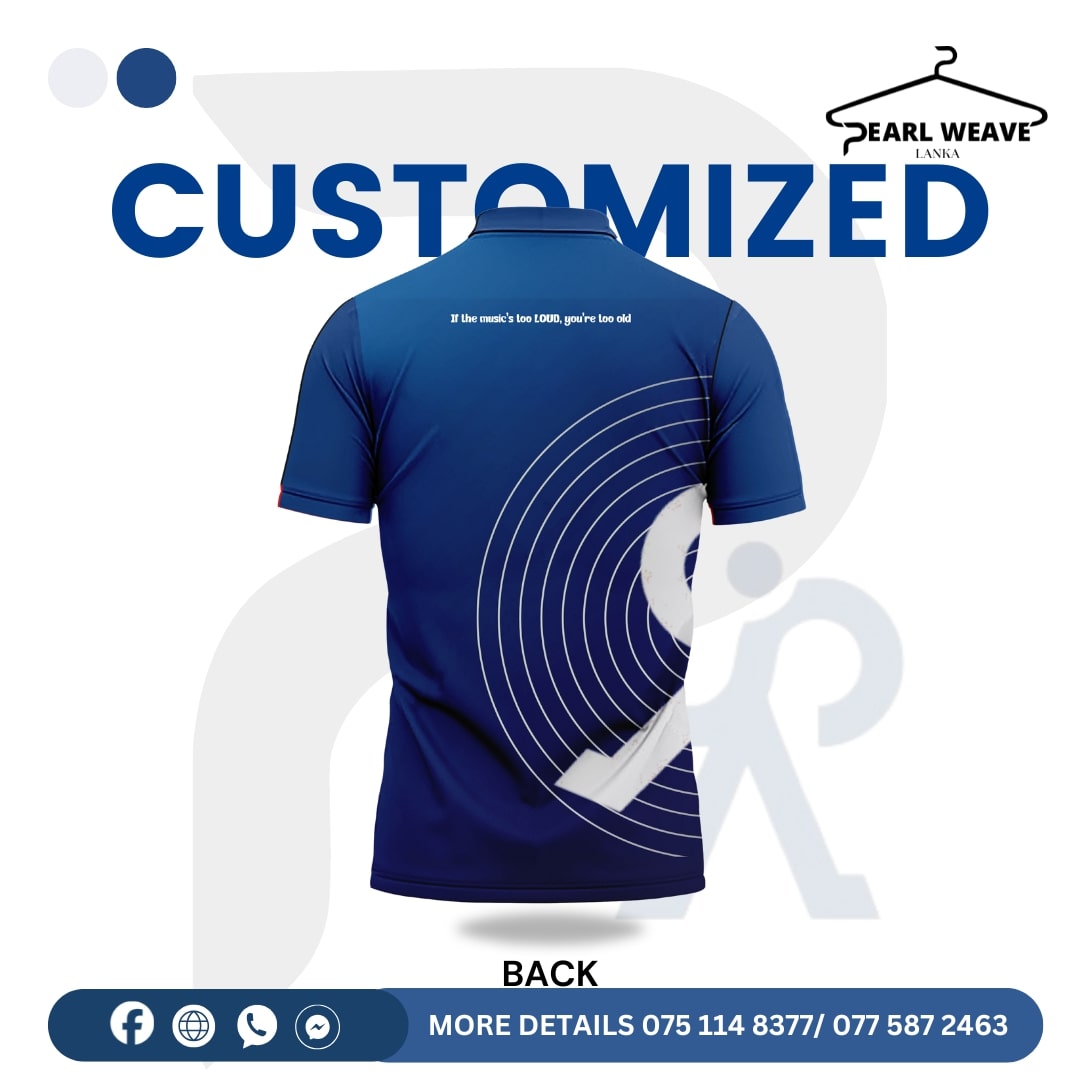 PEARL WEAVE
LANKA
CUSTOMIZED
If the music's too LOUD, you're too old
BACK
MORE DETAILS 075 114 8377/ 077 587 2463